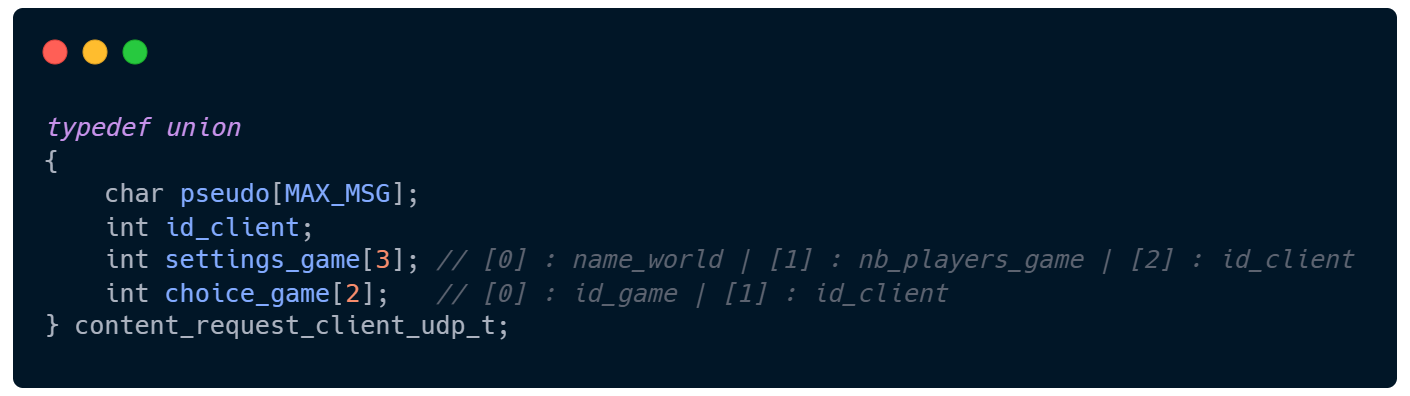 typedef union
{
    char pseudo[MAX_MSG];
    int id_client;
    int settings_game[3]; // [0] : name_world | [1] : nb_players_game | [2] : id_client
    int choice_game[2];   // [0] : id_game | [1] : id_client
} content_request_client_udp_t;